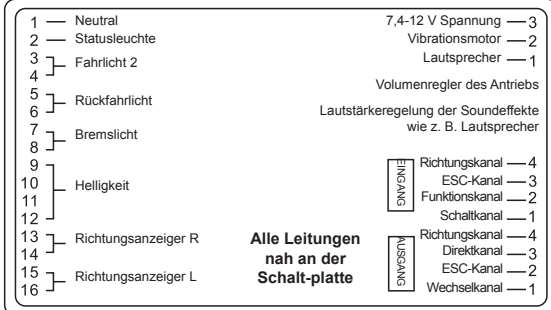 1 — Neutral
2 — Statusleuchte
3
4
Fahrlicht 2
5
6
Rückfahrlicht
7
8
Bremslicht
9
10
11
12
Helligkeit
13
14
Richtungsanzeiger R
15
16
Richtungsanzeiger L
Alle Leitungen
nah an der
Schalt-platte
7,4-12 V Spannung — 3
Vibrationsmotor — 2
Lautsprecher — 1
Volumenregler des Antriebs
Lautstärkeregelung der Soundeffekte
wie z. B. Lautsprecher
EINGANG
Richtungskanal — 4
ESC-Kanal — 3
Funktionskanal — 2
Schaltkanal — 1
AUSGANG
Richtungskanal — 4
Direktkanal — 3
ESC-Kanal — 2
Wechselkanal — 1